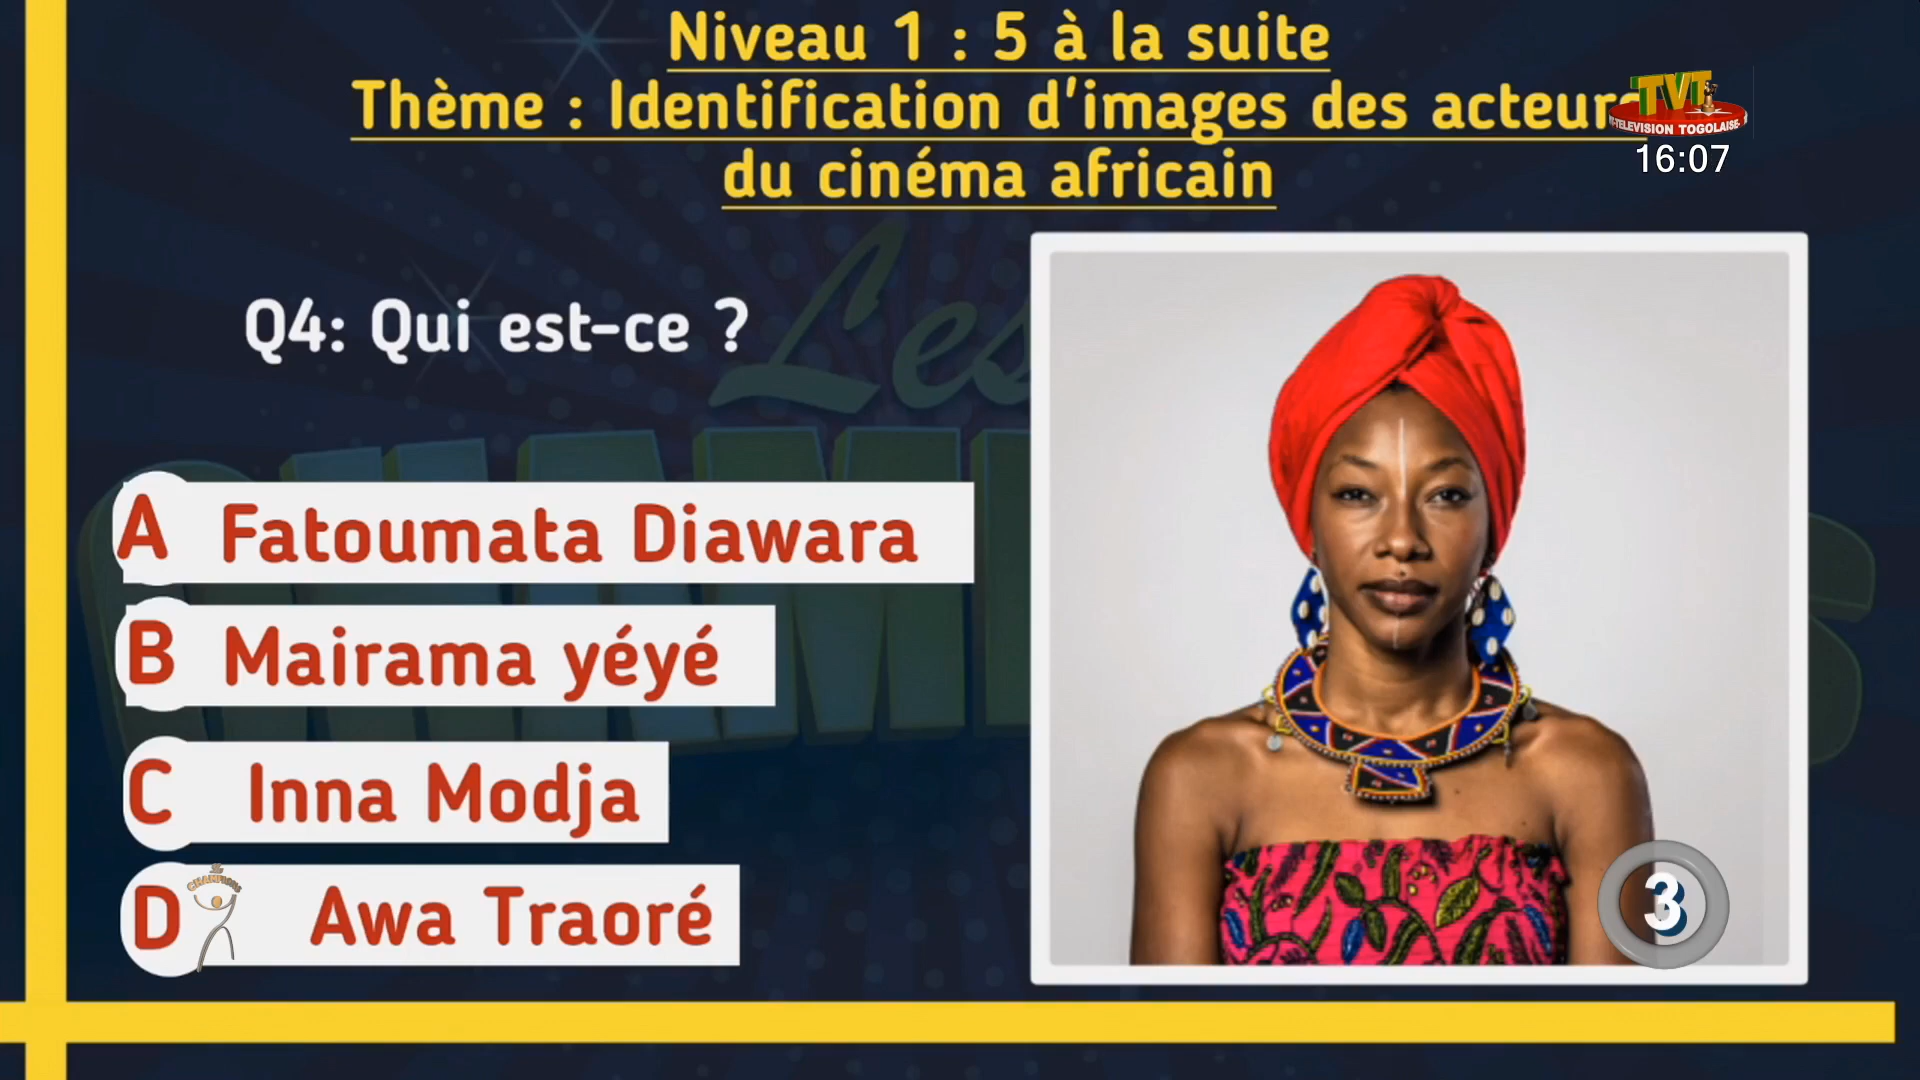 Niveau 1 : 5 à la suite
Thème : Identification d'images des acteurs
du cinéma africain
TVT
TELEVISION TOGOLAISE
16:07
Q4: Qui est-ce ?
Les
A Fatoumata Diawara
B Mairama yéyé
C Inna Modja
D Awa Traoré
3